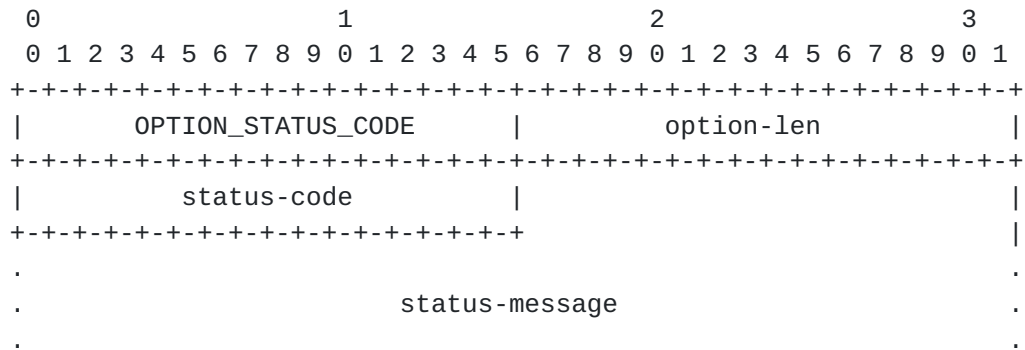 0                   1                   2                   3
 0 1 2 3 4 5 6 7 8 9 0 1 2 3 4 5 6 7 8 9 0 1 2 3 4 5 6 7 8 9 0 1
+-+-+-+-+-+-+-+-+-+-+-+-+-+-+-+-+-+-+-+-+-+-+-+-+-+-+-+-+-+-+-+-+
|       OPTION_STATUS_CODE      |         option-len            |
+-+-+-+-+-+-+-+-+-+-+-+-+-+-+-+-+-+-+-+-+-+-+-+-+-+-+-+-+-+-+-+-+
|          status-code          |                               |
+-+-+-+-+-+-+-+-+-+-+-+-+-+-+-+-+                               |
.                                                               .
.                        status-message                         .
.                                                               .